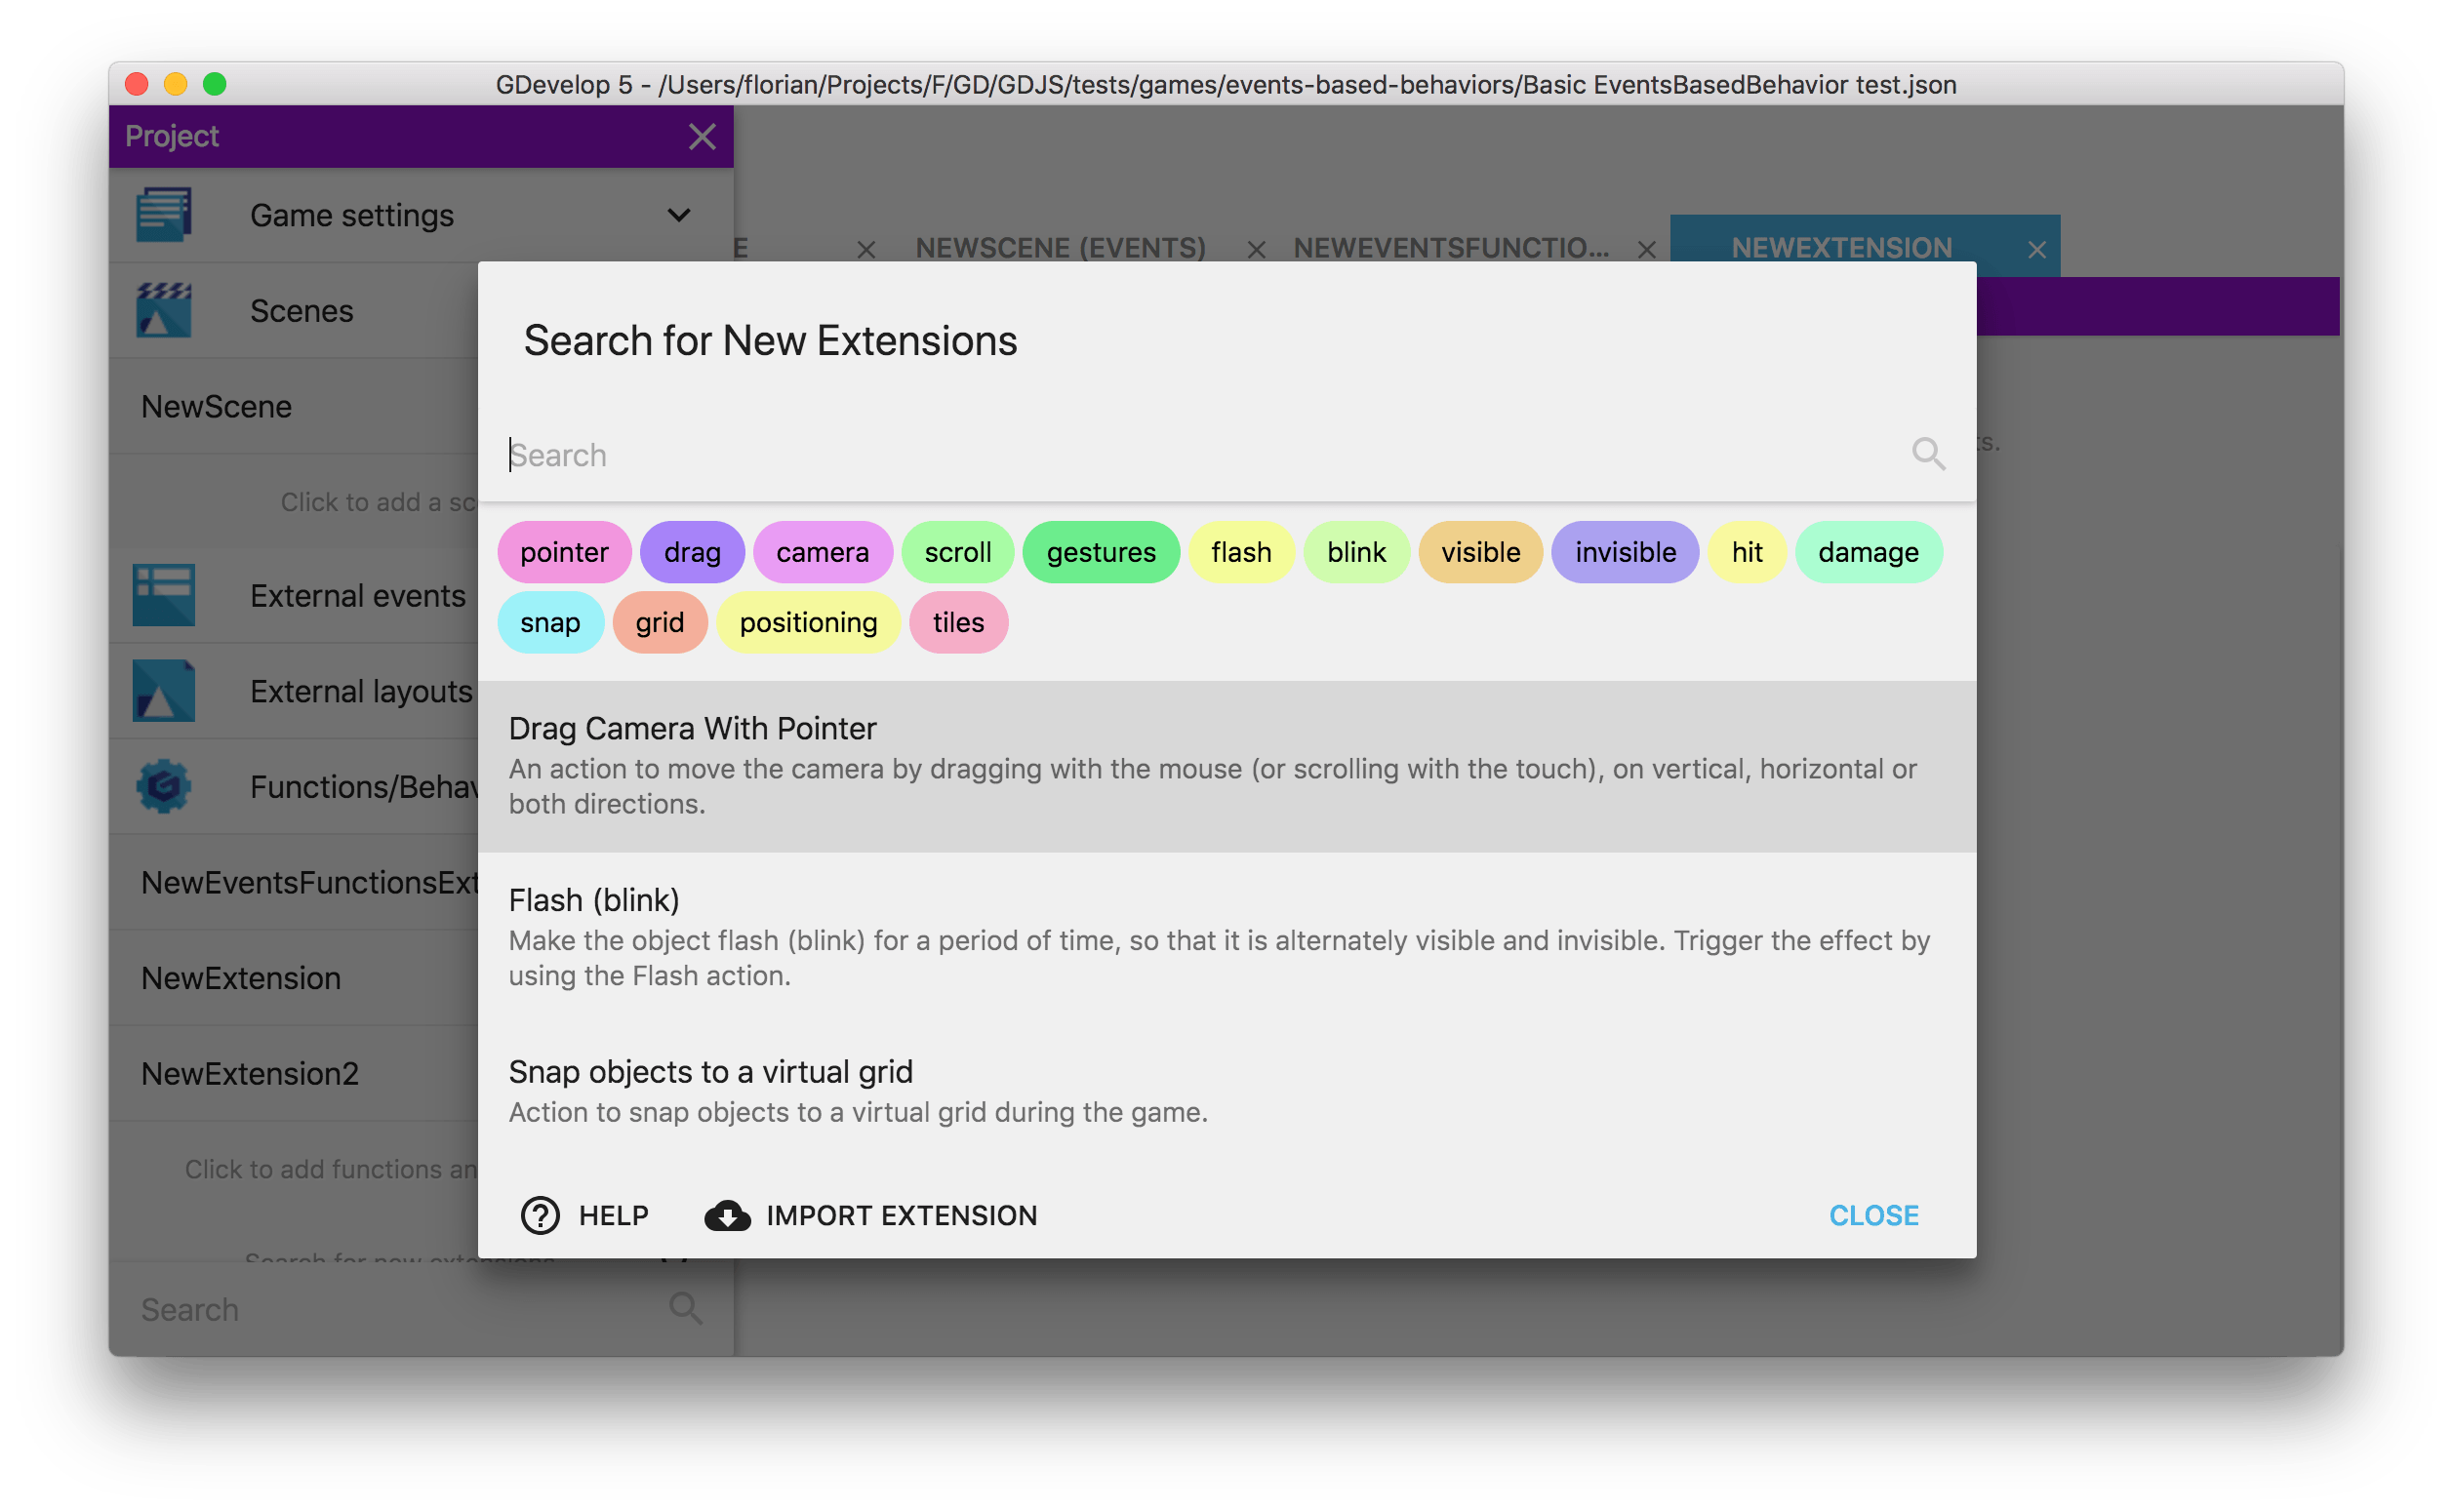 GDevelop 5 - /Users/florian/Projects/F/GD/GDJS/tests/games/events-based-behaviors/Basic EventsBasedBehavior test.json
Project
Game settings
Scenes
NewScene
Click to add a sc
External events
External layouts
Functions/Behav
NewEventsFunctionsExt
NewExtension
NewExtension2
Click to add functions an
Search for new extensions
Search
E
NEWSCENE (EVENTS)
NEWEVENTSFUNCTIO...
NEWEXTENSION
ts.
Search for New Extensions
Search
pointer drag camera scroll gestures flash blink visible invisible hit damage
snap grid positioning tiles
Drag Camera With Pointer
An action to move the camera by dragging with the mouse (or scrolling with the touch), on vertical, horizontal or
both directions.
Flash (blink)
Make the object flash (blink) for a period of time, so that it is alternately visible and invisible. Trigger the effect by
using the Flash action.
Snap objects to a virtual grid
Action to snap objects to a virtual grid during the game.
HELP
IMPORT EXTENSION
CLOSE